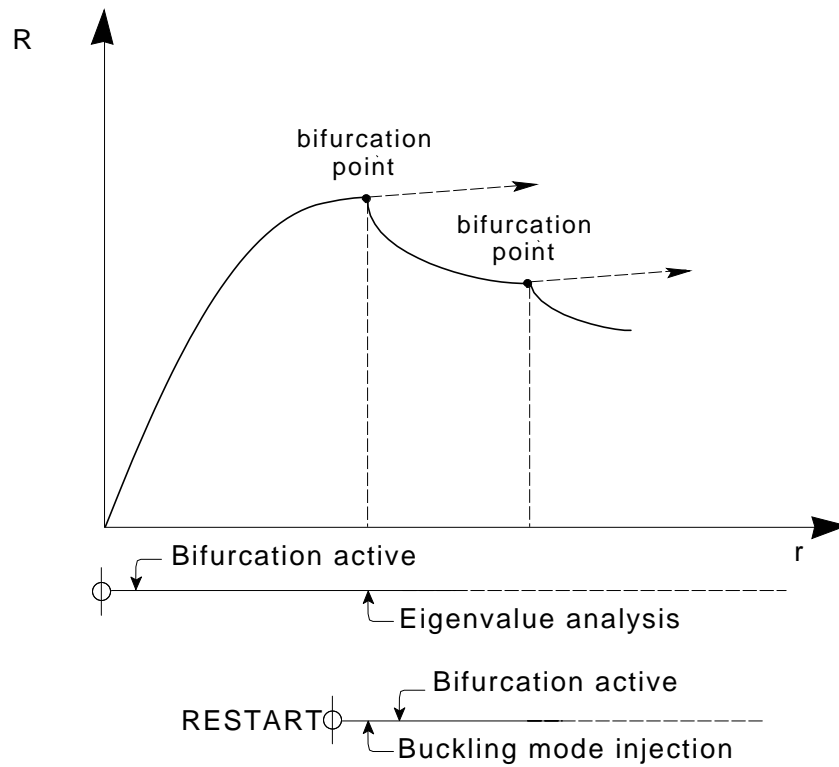 R
bifurcation
point
bifurcation
point
r
Bifurcation active
Eigenvalue analysis
Bifurcation active
RESTART
Buckling mode injection